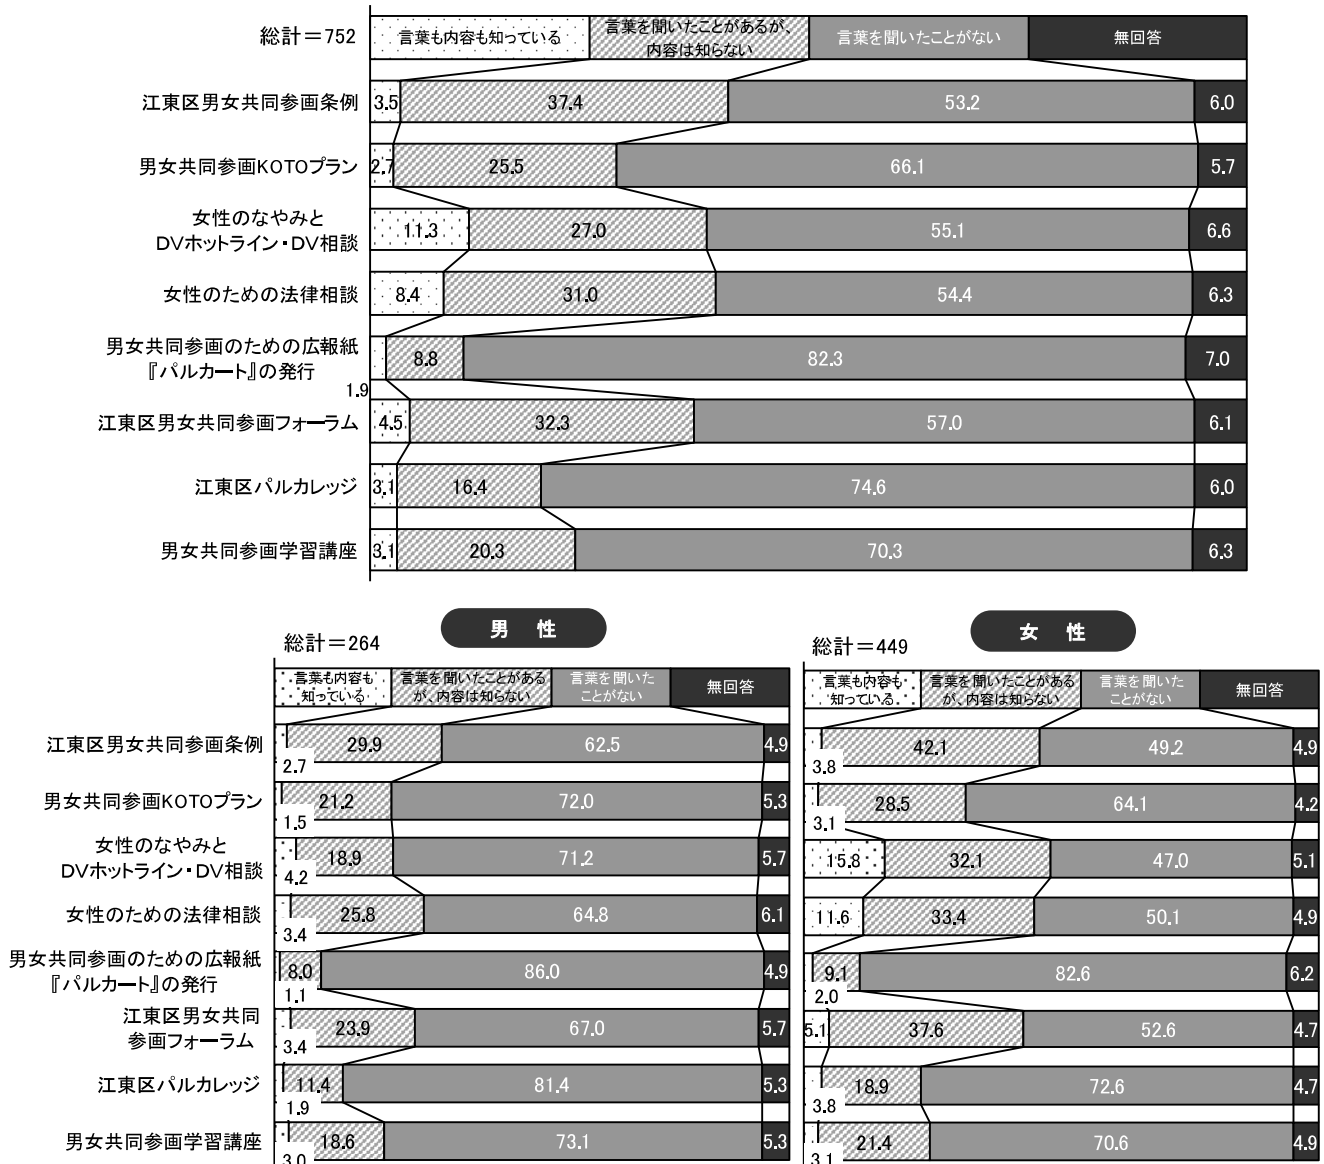 総計＝752
言葉も内容も知っている
言葉を聞いたことがあるが、
内容は知らない
言葉を聞いたことがない
無回答
江東区男女共同参画条例
3.5
37.4
53.2
6.0
男女共同参画KOTOプラン
2.7
25.5
66.1
5.7
女性のなやみと
DVホットライン・DV相談
11.3
27.0
55.1
6.6
女性のための法律相談
8.4
31.0
54.4
6.3
男女共同参画のための広報紙
『パルカート』の発行
1.9
8.8
82.3
7.0
江東区男女共同参画フォーラム
4.5
32.3
57.0
6.1
江東区パルカレッジ
3.1
16.4
74.6
6.0
男女共同参画学習講座
3.1
20.3
70.3
6.3
男　性
総計＝264
言葉も内容も
知っている
言葉を聞いたことがある
が、内容は知らない
言葉を聞いた
ことがない
無回答
江東区男女共同参画条例
2.7
29.9
62.5
4.9
男女共同参画KOTOプラン
1.5
21.2
72.0
5.3
女性のなやみと
DVホットライン・DV相談
4.2
18.9
71.2
5.7
女性のための法律相談
3.4
25.8
64.8
6.1
男女共同参画のための広報紙
『パルカート』の発行
1.1
8.0
86.0
4.9
江東区男女共同
参画フォーラム
3.4
23.9
67.0
5.7
江東区パルカレッジ
1.9
11.4
81.4
5.3
男女共同参画学習講座
3.0
18.6
73.1
5.3
女　性
総計＝449
言葉も内容も
知っている
言葉を聞いたことがある
が、内容は知らない
言葉を聞いた
ことがない
無回答
3.8
42.1
49.2
4.9
3.1
28.5
64.1
4.2
15.8
32.1
47.0
5.1
11.6
33.4
50.1
4.9
2.0
9.1
82.6
6.2
5.1
37.6
52.6
4.7
3.8
18.9
72.6
4.7
3.1
21.4
70.6
4.9